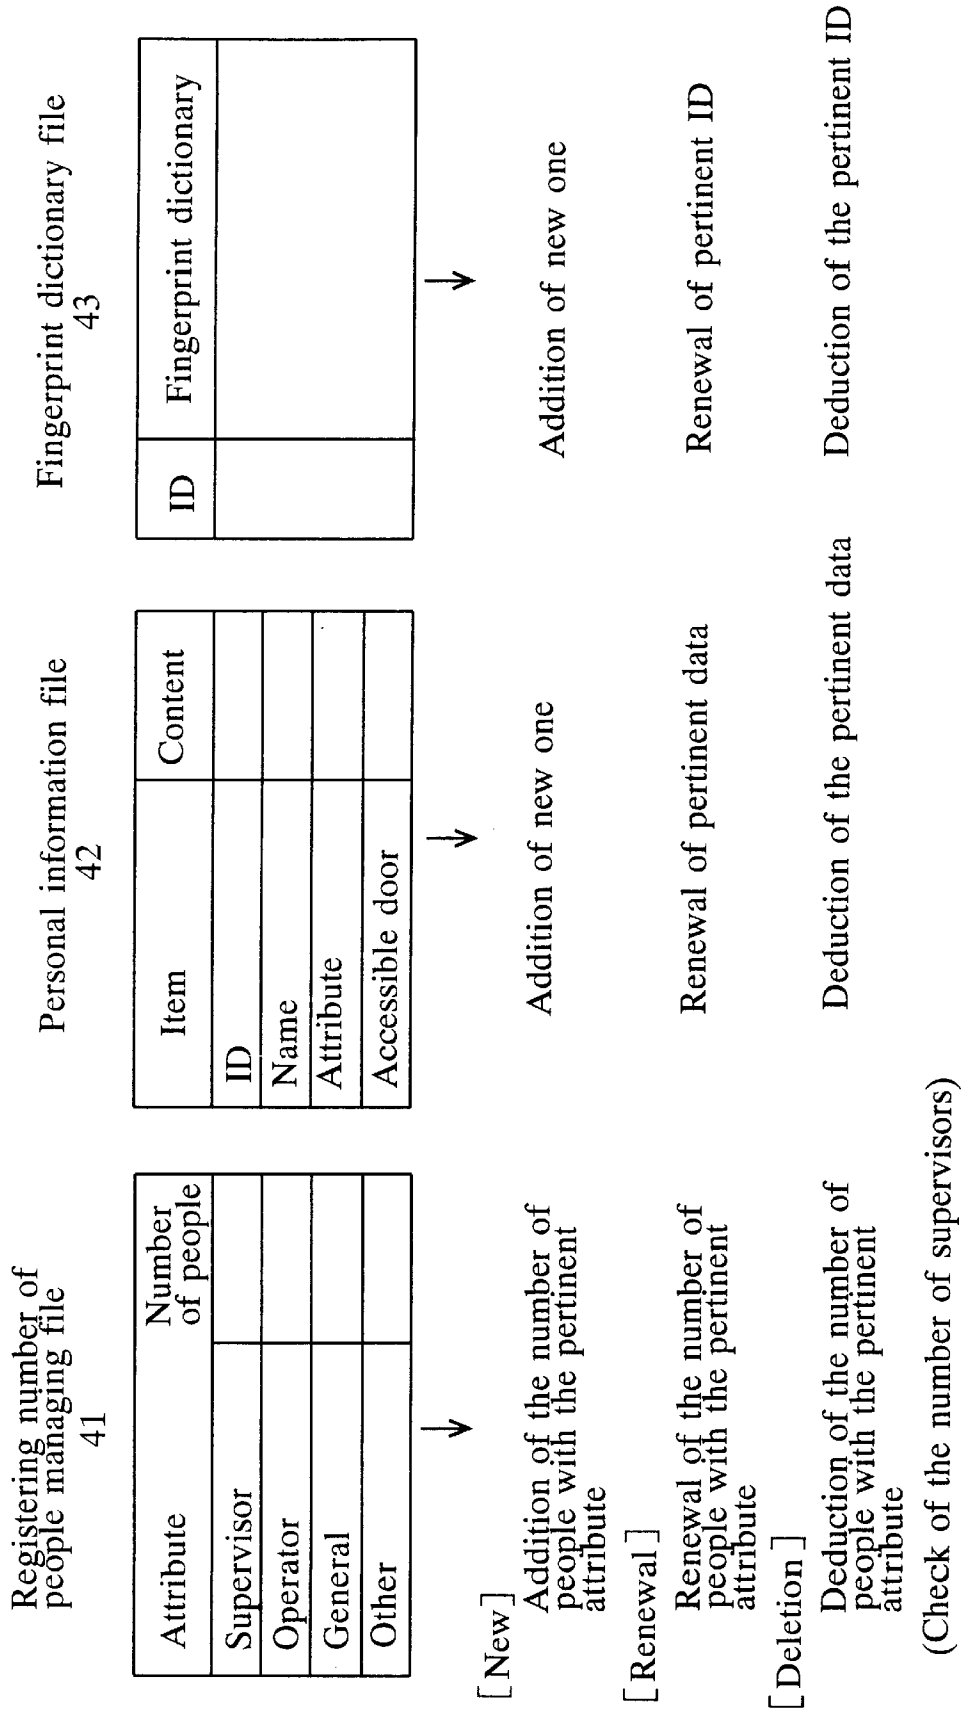 Registering number of
people managing file
41
Attribute
Number
of people
Supervisor
Operator
General
Other
Personal information file
42
Item
Content
ID
Name
Attribute
Accessible door
Fingerprint dictionary file
43
ID
Fingerprint dictionary
[New]
Addition of the number of
people with the pertinent
attribute
Addition of new one
Addition of new one
[Renewal]
Renewal of the number of
people with the pertinent
attribute
Renewal of pertinent data
Renewal of pertinent ID
[Deletion]
Deduction of the number of
people with the pertinent
attribute
Deduction of the pertinent data
Deduction of the pertinent ID
(Check of the number of supervisors)